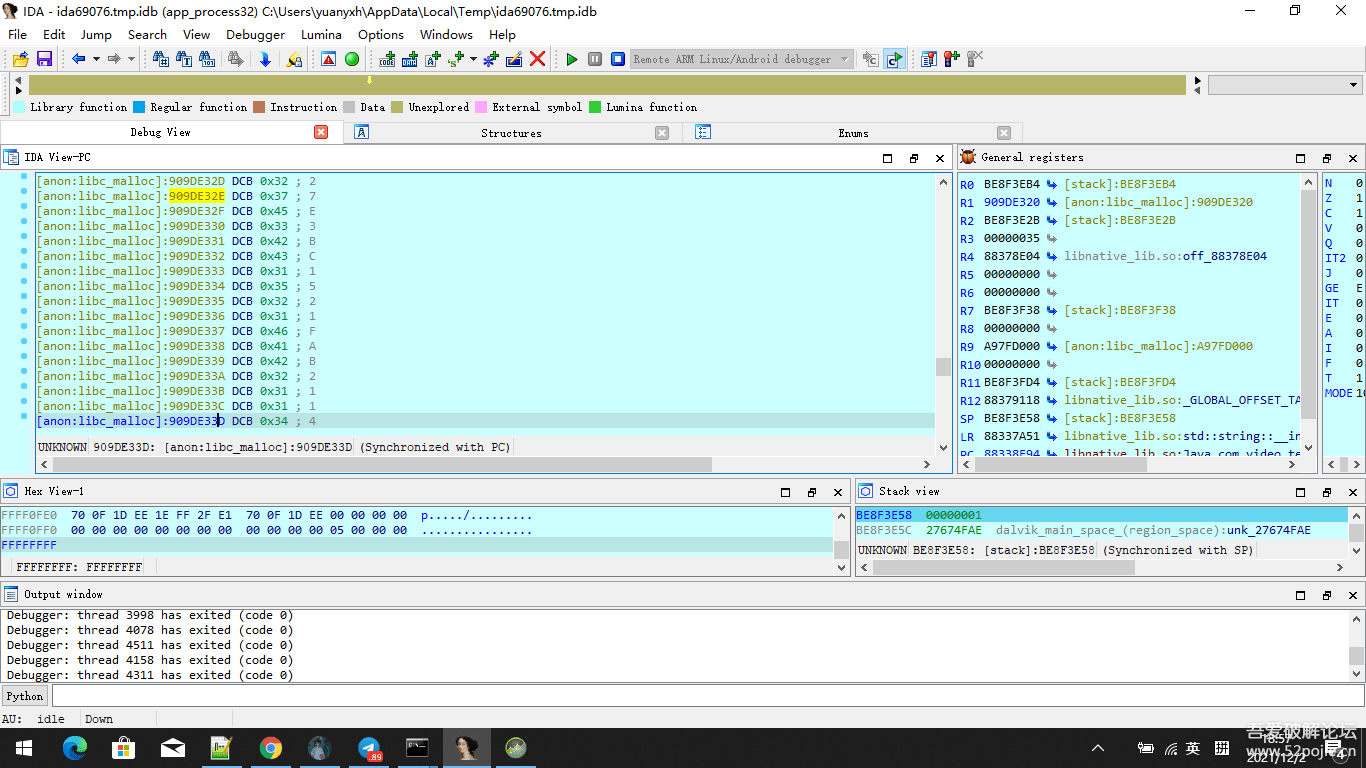 IDA - ida69076.tmp.idb (app_process32) C:\Users\yuanyxh\AppData\Local\Temp\ida69076.tmp.idb
File Edit Jump Search View Debugger Lumina Options Windows Help
Remote ARM Linux/Android debugger
Library function Regular function Instruction Data Unexplored External symbol Lumina function
Debug View Structures Enums
IDA View-PC
[anon:libc_malloc]:909DE32D DCB 0x32 ; 2
[anon:libc_malloc]:909DE32E DCB 0x37 ; 7
[anon:libc_malloc]:909DE32F DCB 0x45 ; E
[anon:libc_malloc]:909DE330 DCB 0x33 ; 3
[anon:libc_malloc]:909DE331 DCB 0x42 ; B
[anon:libc_malloc]:909DE332 DCB 0x43 ; C
[anon:libc_malloc]:909DE333 DCB 0x31 ; 1
[anon:libc_malloc]:909DE334 DCB 0x35 ; 5
[anon:libc_malloc]:909DE335 DCB 0x32 ; 2
[anon:libc_malloc]:909DE336 DCB 0x31 ; 1
[anon:libc_malloc]:909DE337 DCB 0x46 ; F
[anon:libc_malloc]:909DE338 DCB 0x41 ; A
[anon:libc_malloc]:909DE339 DCB 0x42 ; B
[anon:libc_malloc]:909DE33A DCB 0x32 ; 2
[anon:libc_malloc]:909DE33B DCB 0x31 ; 1
[anon:libc_malloc]:909DE33C DCB 0x31 ; 1
[anon:libc_malloc]:909DE33D DCB 0x34 ; 4
UNKNOWN 909DE33D: [anon:libc_malloc]:909DE33D (Synchronized with PC)
General registers
R0 BE8F3EB4 [stack]:BE8F3EB4
R1 909DE320 [anon:libc_malloc]:909DE320
R2 BE8F3E2B [stack]:BE8F3E2B
R3 00000035
R4 88378E04 libnative_lib.so:off_88378E04
R5 00000000
R6 00000000
R7 BE8F3F38 [stack]:BE8F3F38
R8 00000000
R9 A97FD000 [anon:libc_malloc]:A97FD000
R10 00000000
R11 BE8F3FD4 [stack]:BE8F3FD4
R12 88379118 libnative_lib.so:_GLOBAL_OFFSET_TA
SP BE8F3E58 [stack]:BE8F3E58
LR 88337A51 libnative_lib.so:std::string::__in
PC 88338E94 libnative_lib.so:Java_com_video_te
N 0
Z 1
C 1
V 0
Q 0
IT2 0
J 0
GE E
IT 0
E 0
A 0
I 0
F 0
T 1
MODE 10
Hex View-1
FFFF0FE0 70 0F 1D EE 1E FF 2F E1 70 0F 1D EE 00 00 00 00 p...../.........
FFFF0FF0 00 00 00 00 00 00 00 00 00 00 00 05 00 00 00 ................
FFFFFFFF
FFFFFFFF: FFFFFFFF
Stack view
BE8F3E58 00000001
BE8F3E5C 27674FAE dalvik_main_space_(region_space):unk_27674FAE
UNKNOWN BE8F3E58: [stack]:BE8F3E58 (Synchronized with SP)
Output window
Debugger: thread 3998 has exited (code 0)
Debugger: thread 4078 has exited (code 0)
Debugger: thread 4511 has exited (code 0)
Debugger: thread 4158 has exited (code 0)
Debugger: thread 4311 has exited (code 0)
Python
AU: idle Down
.89
英
拼
2021/12/2
4
吾爱破解论坛
www.52pojie.cn